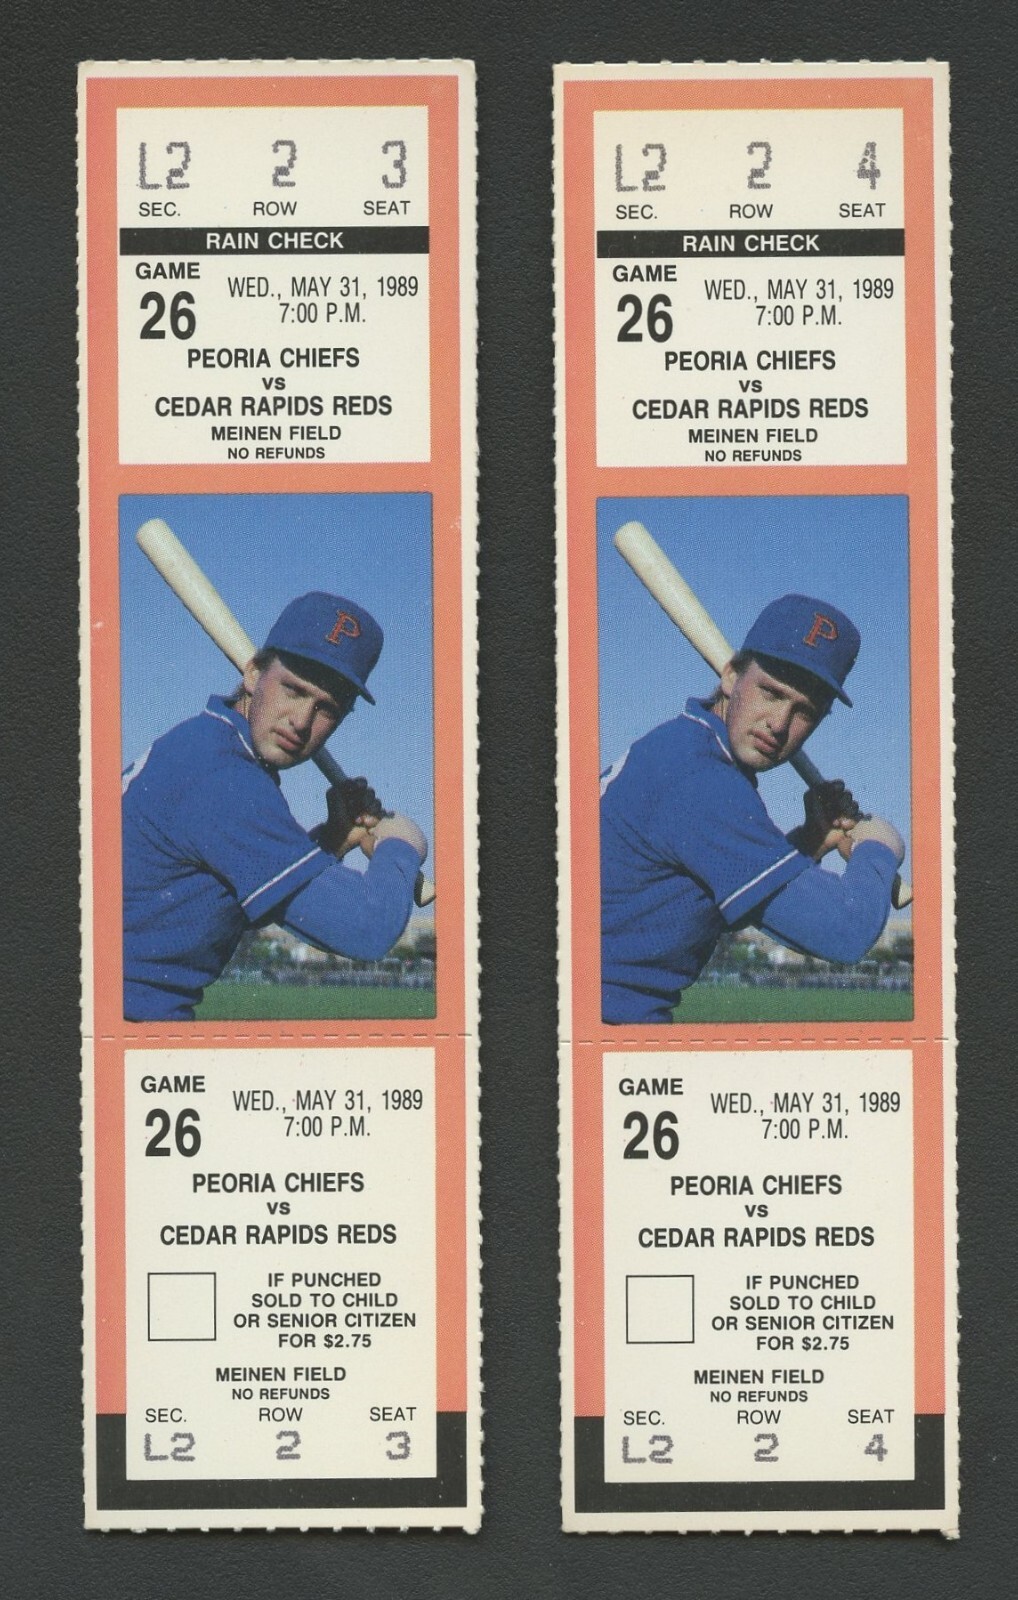 L2 2 3
SEC. ROW SEAT
RAIN CHECK
GAME
26
WED., MAY 31, 1989
7:00 P.M.
PEORIA CHIEFS
VS
CEDAR RAPIDS REDS
MEINEN FIELD
NO REFUNDS
P
GAME
26
WED., MAY 31, 1989
7:00 P.M.
PEORIA CHIEFS
VS
CEDAR RAPIDS REDS
IF PUNCHED
SOLD TO CHILD
OR SENIOR CITIZEN
FOR $2.75
MEINEN FIELD
NO REFUNDS
SEC. ROW SEAT
L2 2 3
L2 2 4
SEC. ROW SEAT
RAIN CHECK
GAME
26
WED., MAY 31, 1989
7:00 P.M.
PEORIA CHIEFS
VS
CEDAR RAPIDS REDS
MEINEN FIELD
NO REFUNDS
P
GAME
26
WED., MAY 31, 1989
7:00 P.M.
PEORIA CHIEFS
VS
CEDAR RAPIDS REDS
IF PUNCHED
SOLD TO CHILD
OR SENIOR CITIZEN
FOR $2.75
MEINEN FIELD
NO REFUNDS
SEC. ROW SEAT
L2 2 4